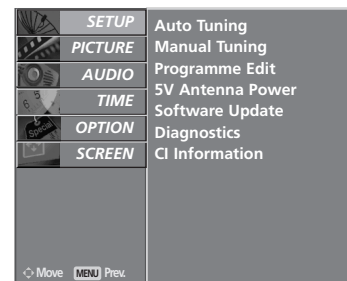 SETUP
PICTURE
AUDIO
TIME
OPTION
SCREEN
Auto Tuning
Manual Tuning
Programme Edit
5V Antenna Power
Software Update
Diagnostics
CI Information
Special
Move MENU Prev.